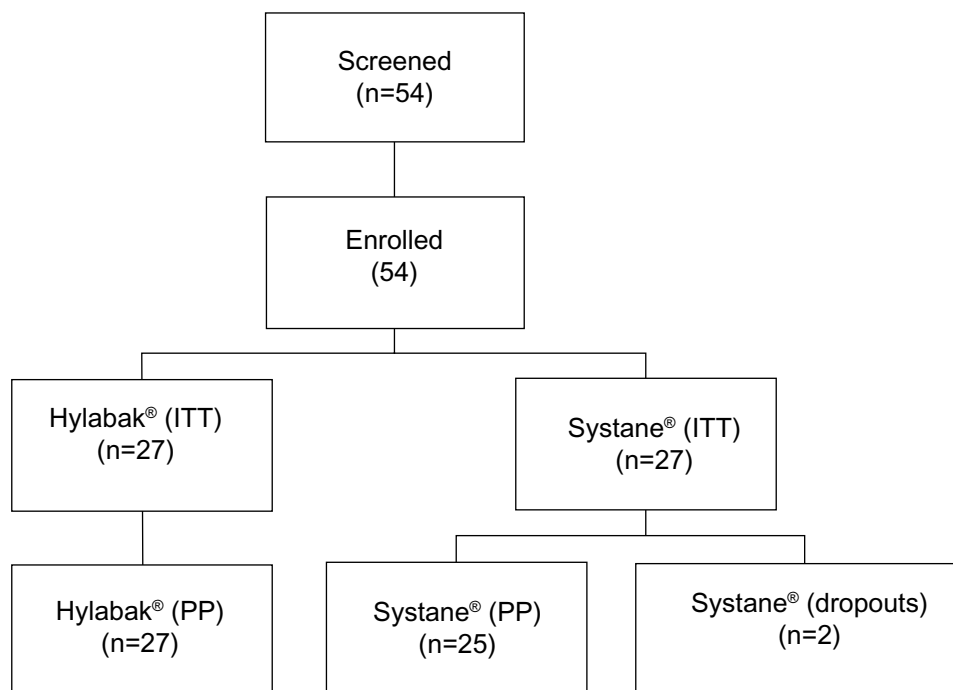 Screened
(n=54)
Enrolled
(54)
Hylabak® (ITT)
(n=27)
Systane® (ITT)
(n=27)
Hylabak® (PP)
(n=27)
Systane® (PP)
(n=25)
Systane® (dropouts)
(n=2)